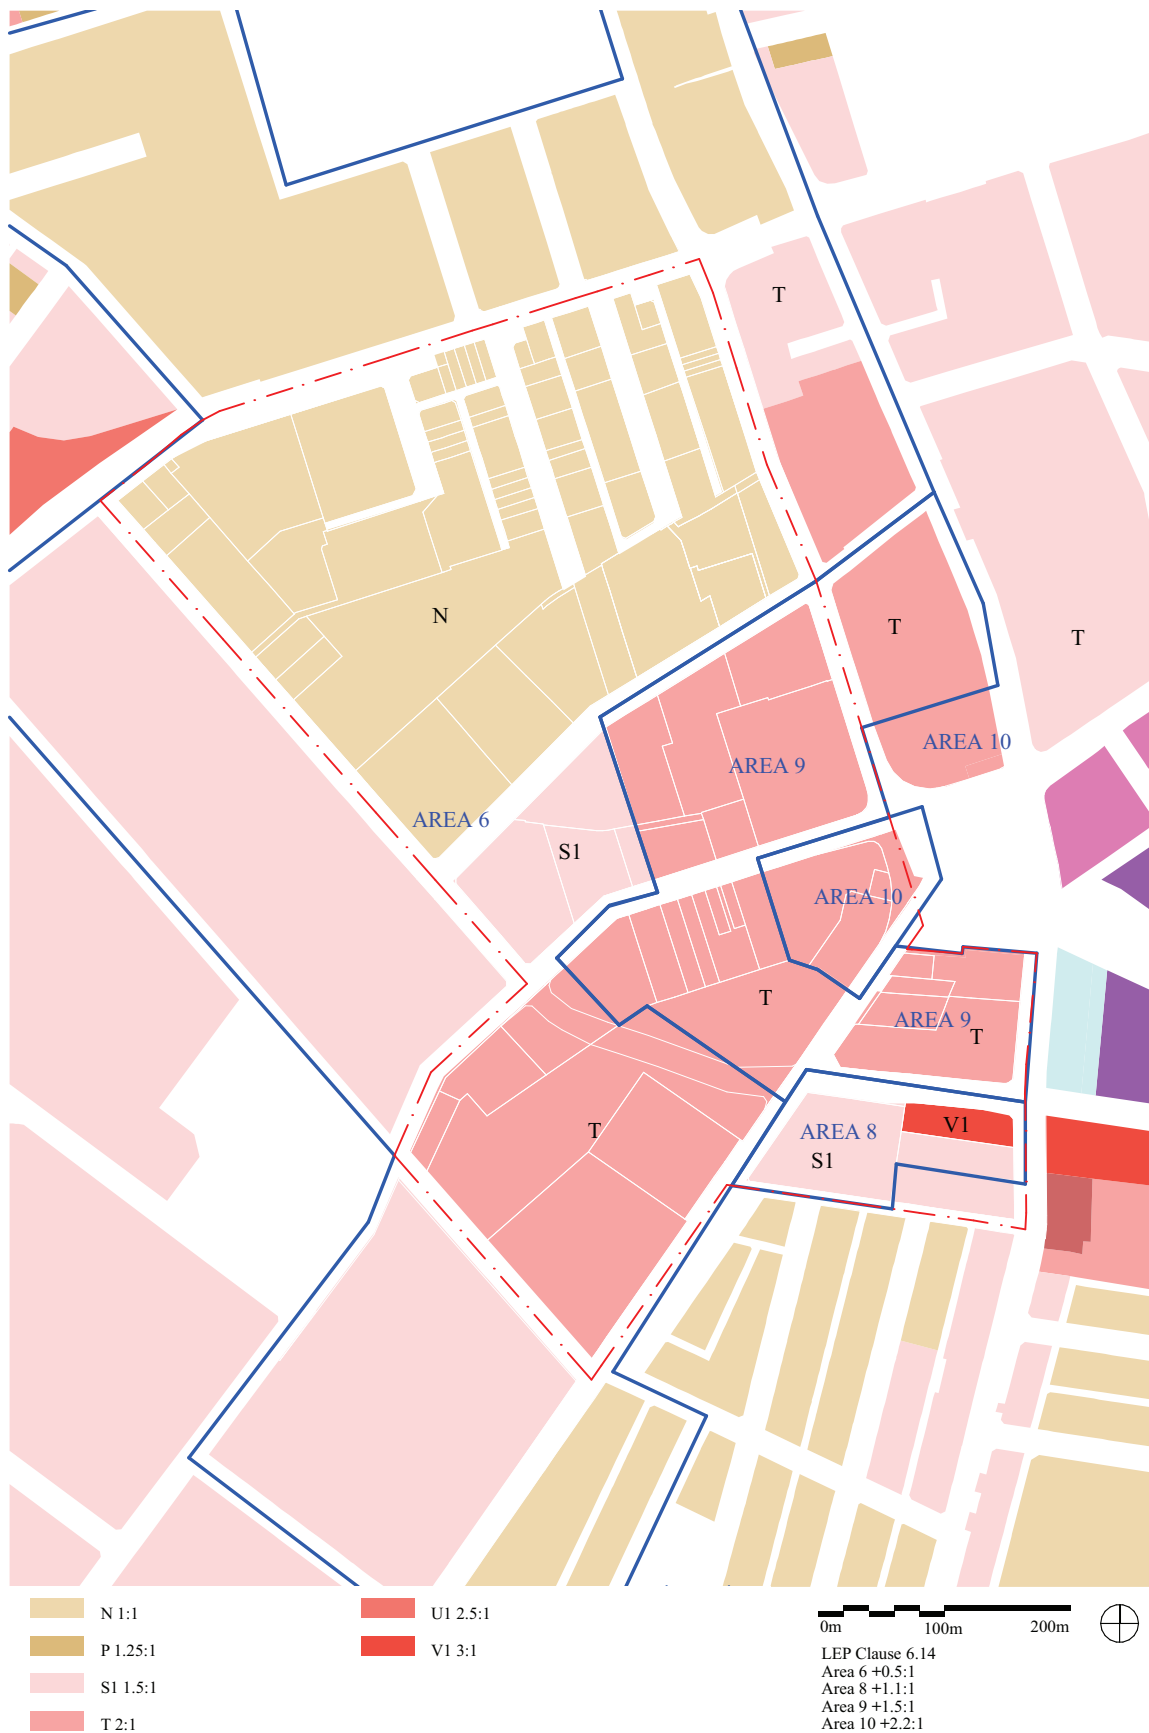 T
N
T
T
AREA 10
AREA 9
AREA 6
S1
AREA 10
T
AREA 9
T
T
AREA 8
V1
S1
N 1:1
P 1.25:1
S1 1.5:1
T 2:1
U1 2.5:1
V1 3:1
0m 100m 200m
LEP Clause 6.14
Area 6 +0.5:1
Area 8 +1.1:1
Area 9 +1.5:1
Area 10 +2.2:1